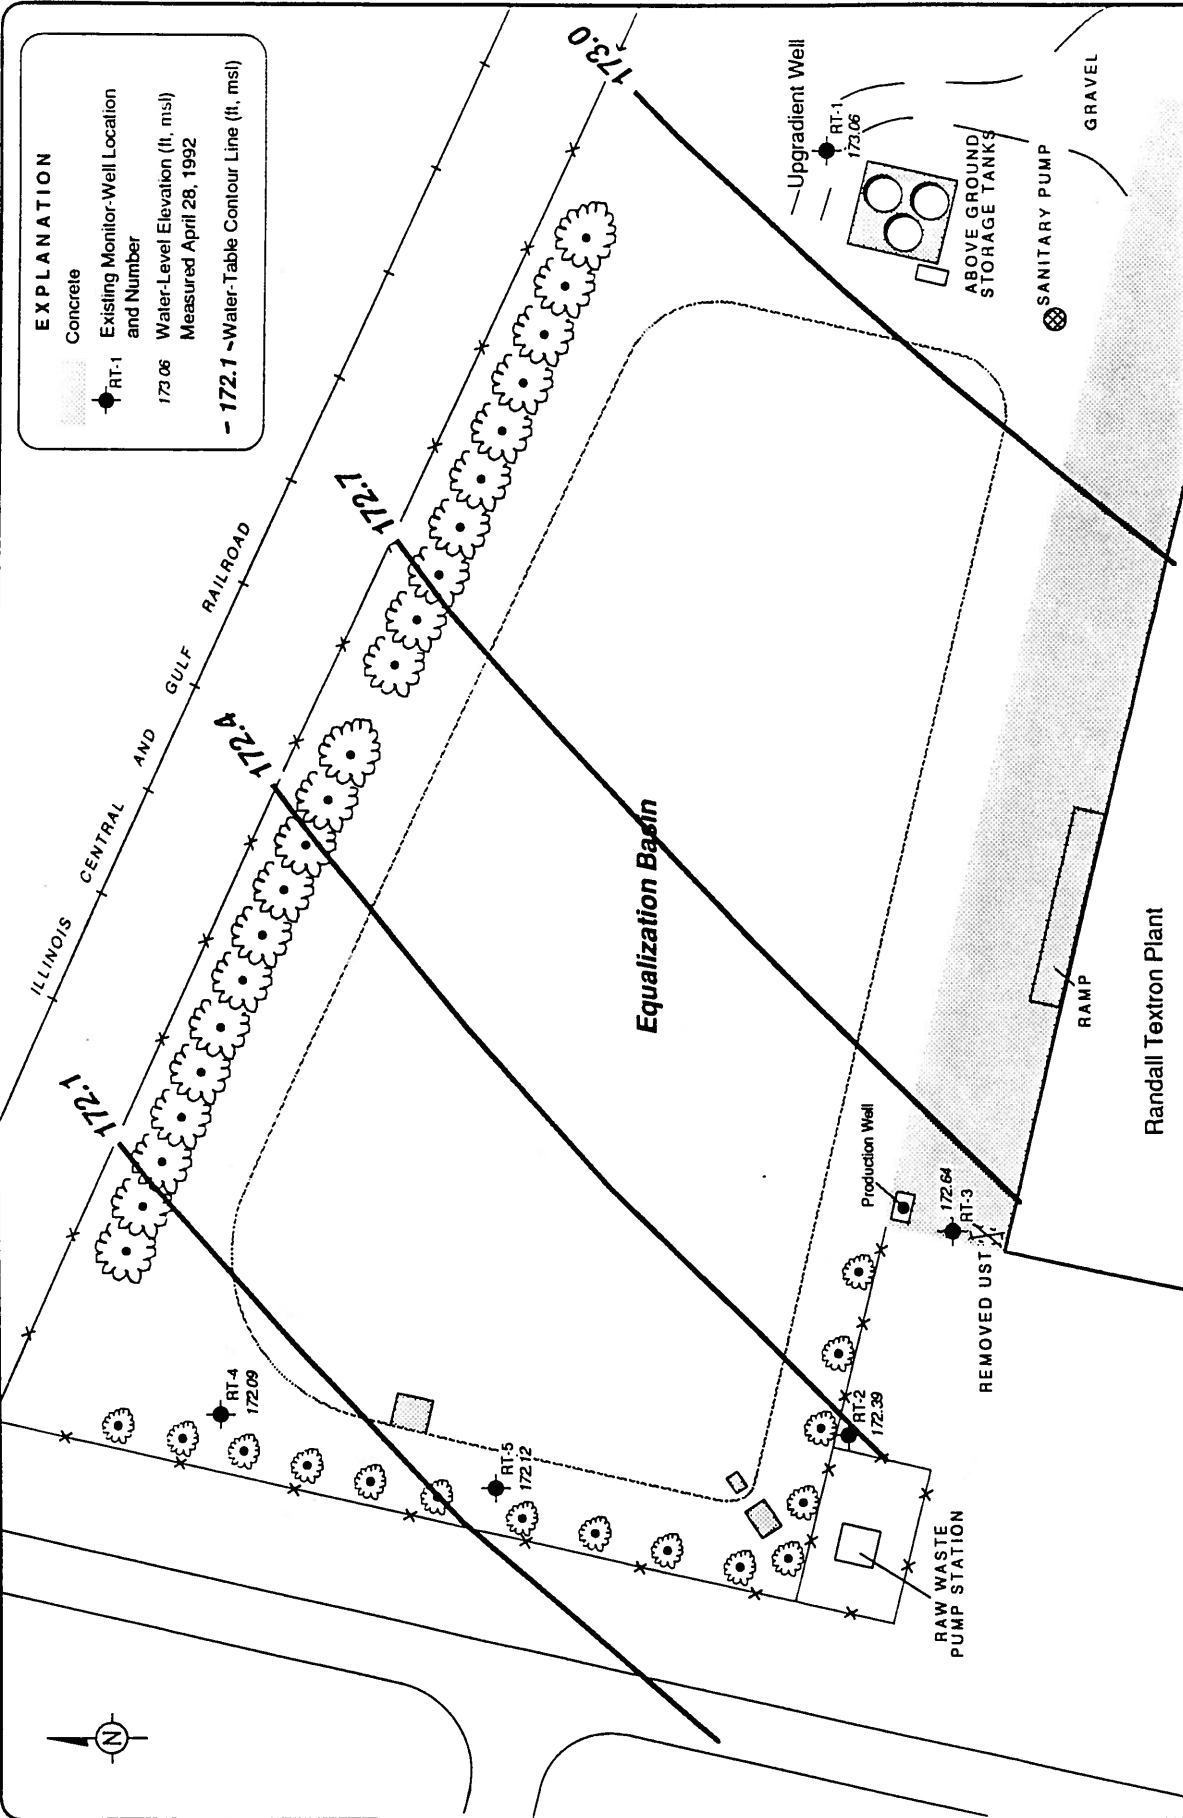 EXPLANATION
Concrete
RT-1
Existing Monitor-Well Location
and Number
173 06
Water-Level Elevation (ft, msl)
Measured April 28, 1992
– 172.1 – Water-Table Contour Line (ft, msl)
ILLINOIS CENTRAL AND GULF RAILROAD
172.1
172.4
172.7
173.0
Upgradient Well
RT-1
173.06
ABOVE GROUND
STORAGE TANKS
SANITARY PUMP
GRAVEL
RT-4
172.09
RT-5
172.12
Equalization Basin
Production Well
RT-2
172.39
172.64
RT-3
REMOVED UST
RAMP
RAW WASTE
PUMP STATION
Randall Textron Plant
N